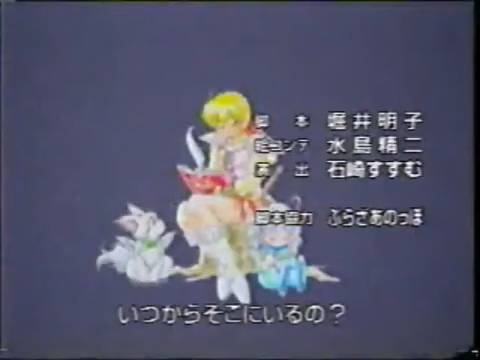 脚 本 堀井明子
絵コンテ 水島精二
演 出 石崎すすむ
脚本協力 ふらざあのっぽ
いつからそこにいるの？